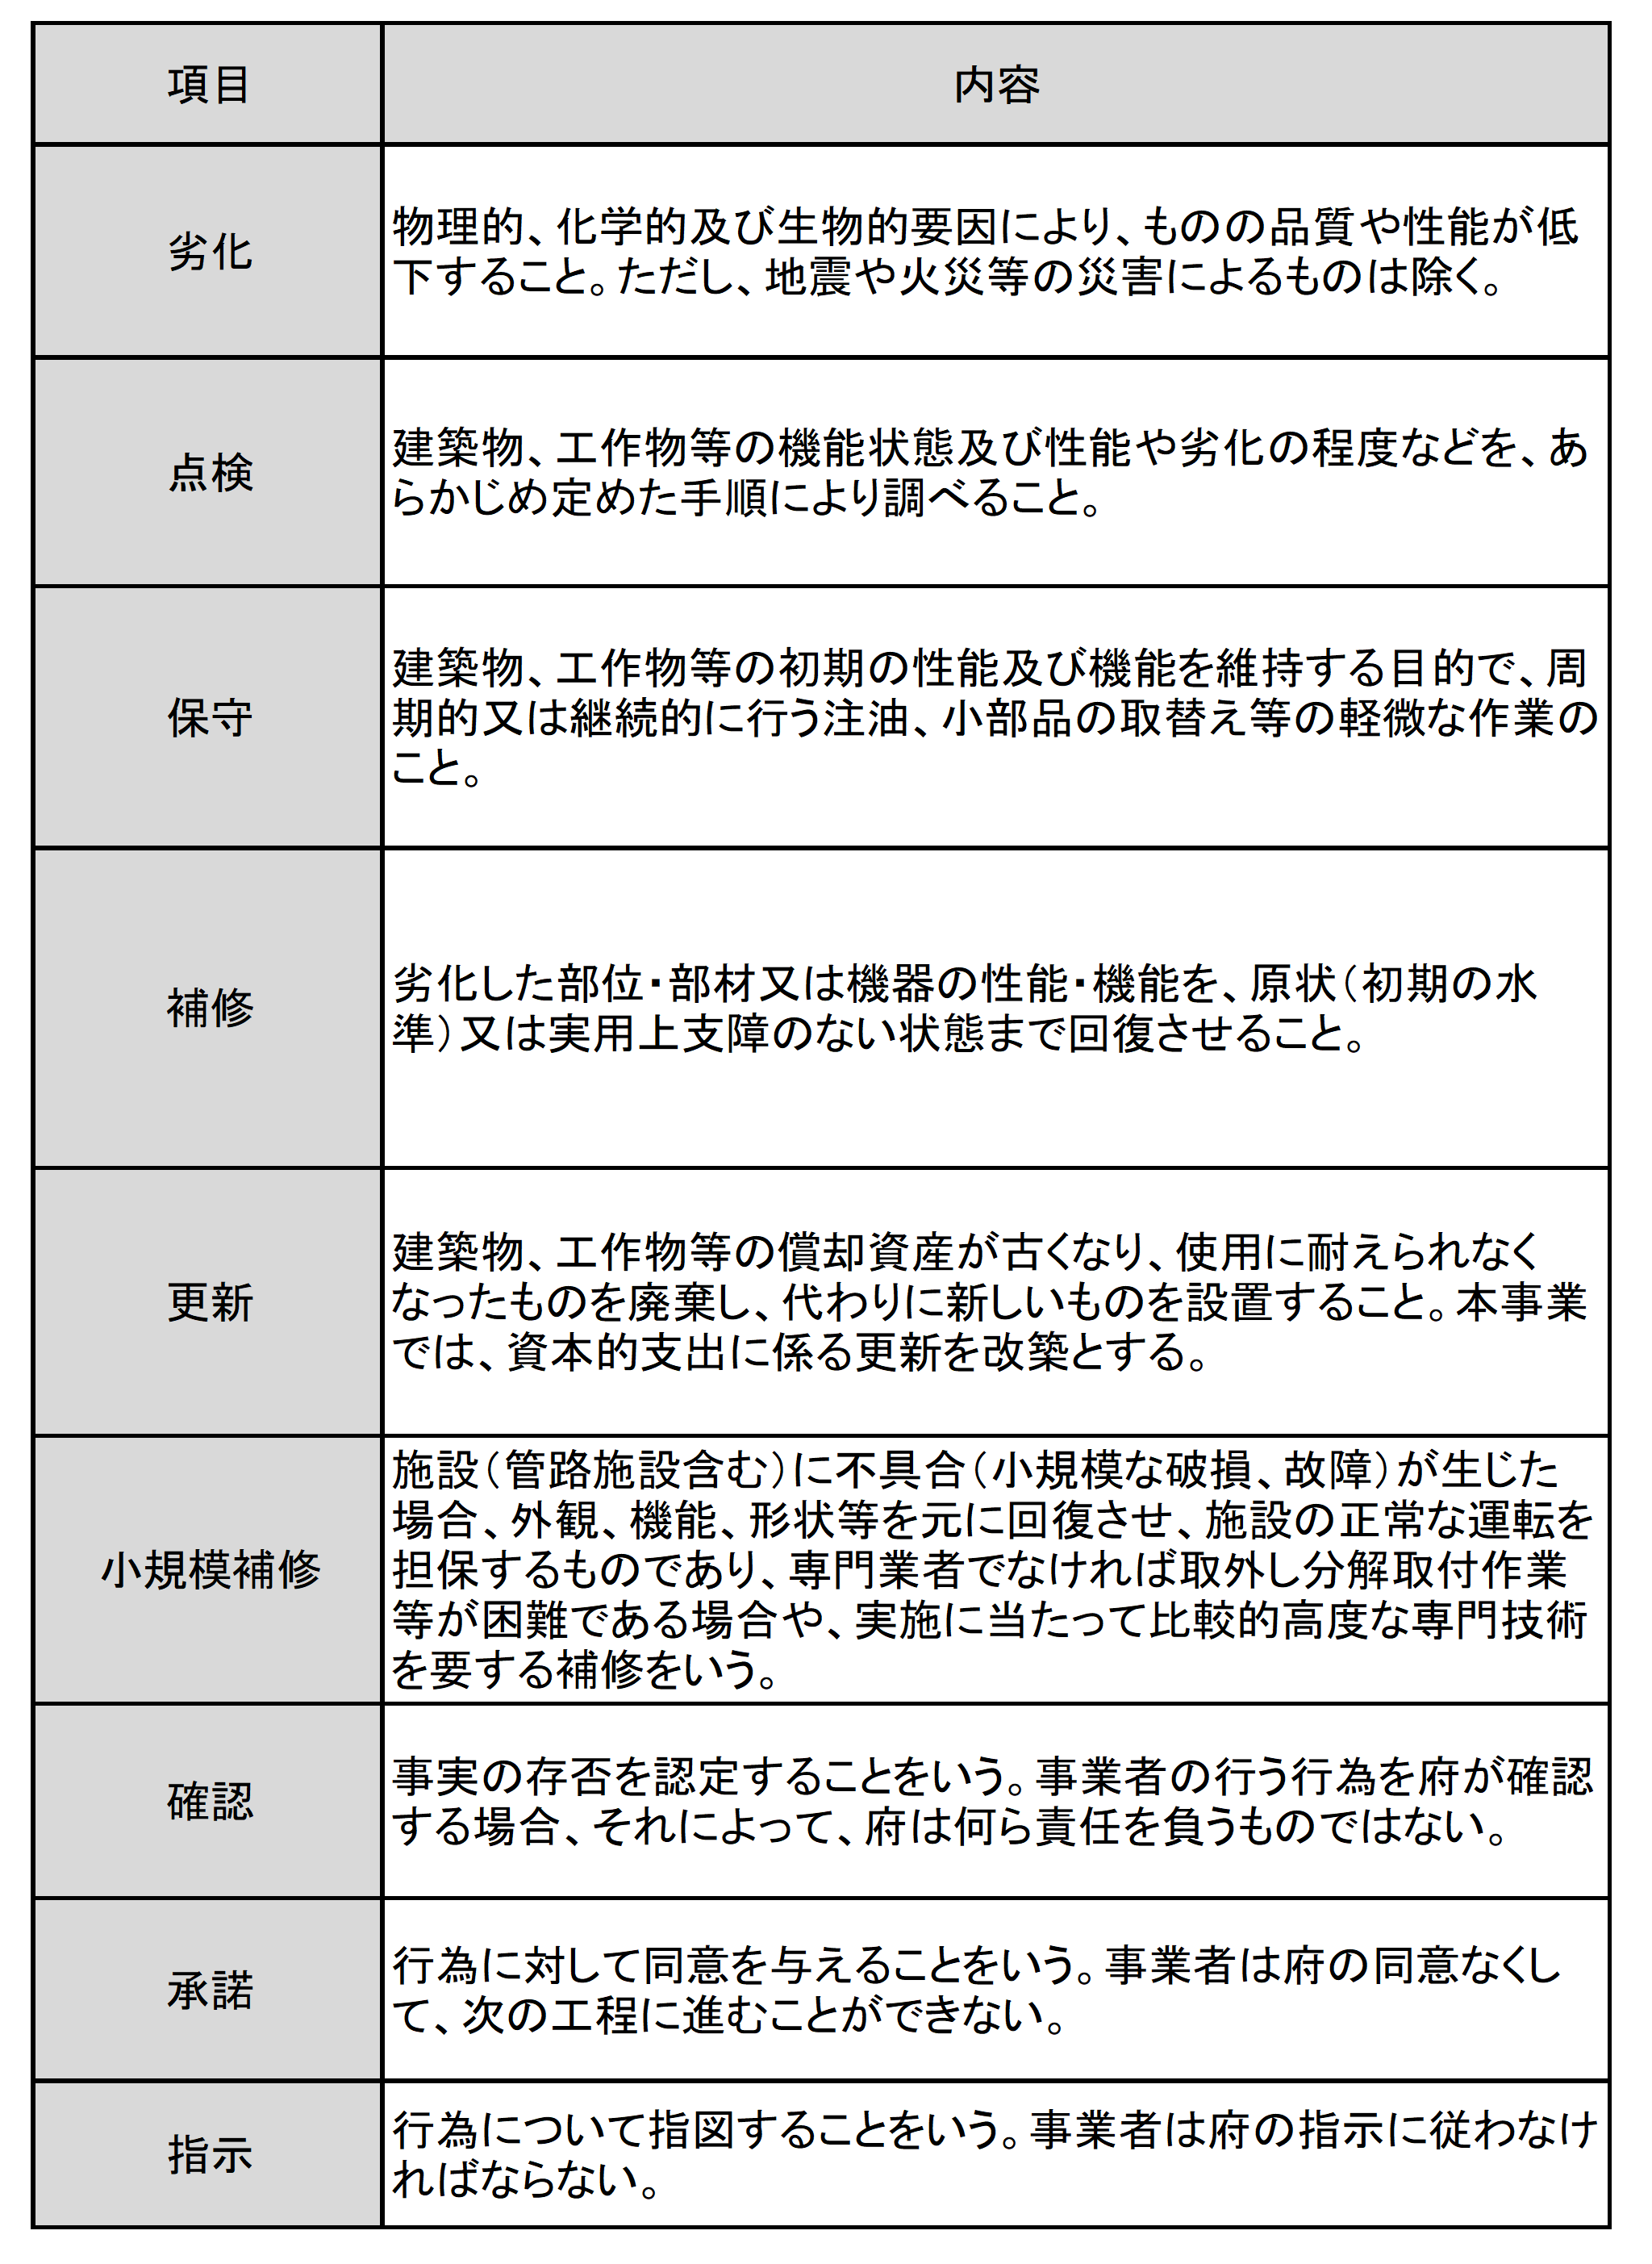 項目
内容
劣化
物理的、化学的及び生物的要因により、ものの品質や性能が低
下すること。ただし、地震や火災等の災害によるものは除く。
点検
建築物、工作物等の機能状態及び性能や劣化の程度などを、あ
らかじめ定めた手順により調べること。
保守
建築物、工作物等の初期の性能及び機能を維持する目的で、周
期的又は継続的に行う注油、小部品の取替え等の軽微な作業の
こと。
補修
劣化した部位・部材又は機器の性能・機能を、原状（初期の水
準）又は実用上支障のない状態まで回復させること。
更新
建築物、工作物等の償却資産が古くなり、使用に耐えられなく
なったものを廃棄し、代わりに新しいものを設置すること。本事業
では、資本的支出に係る更新を改築とする。
小規模補修
施設（管路施設含む）に不具合（小規模な破損、故障）が生じた
場合、外観、機能、形状等を元に回復させ、施設の正常な運転を
担保するものであり、専門業者でなければ取外し分解取付作業
等が困難である場合や、実施に当たって比較的高度な専門技術
を要する補修をいう。
確認
事実の存否を認定することをいう。事業者の行う行為を府が確認
する場合、それによって、府は何ら責任を負うものではない。
承諾
行為に対して同意を与えることをいう。事業者は府の同意なくし
て、次の工程に進むことができない。
指示
行為について指図することをいう。事業者は府の指示に従わなけ
ればならない。